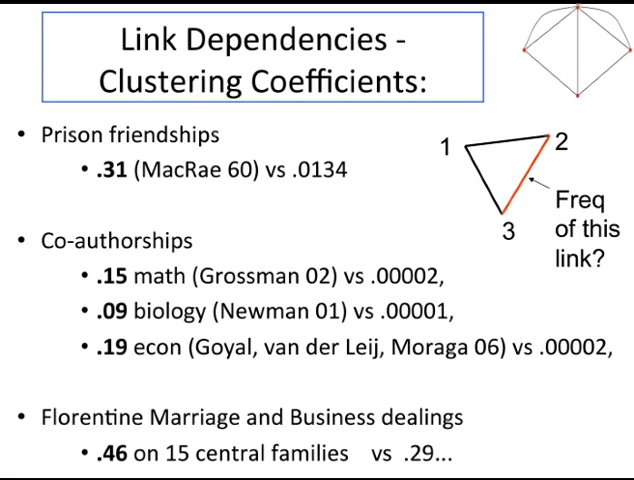 Link Dependencies -
Clustering Coefficients:
• Prison friendships
• .31 (MacRae 60) vs .0134
1
2
3
Freq
of this
link?
• Co-authorships
• .15 math (Grossman 02) vs .00002,
• .09 biology (Newman 01) vs .00001,
• .19 econ (Goyal, van der Leij, Moraga 06) vs .00002,
• Florentine Marriage and Business dealings
• .46 on 15 central families vs .29...